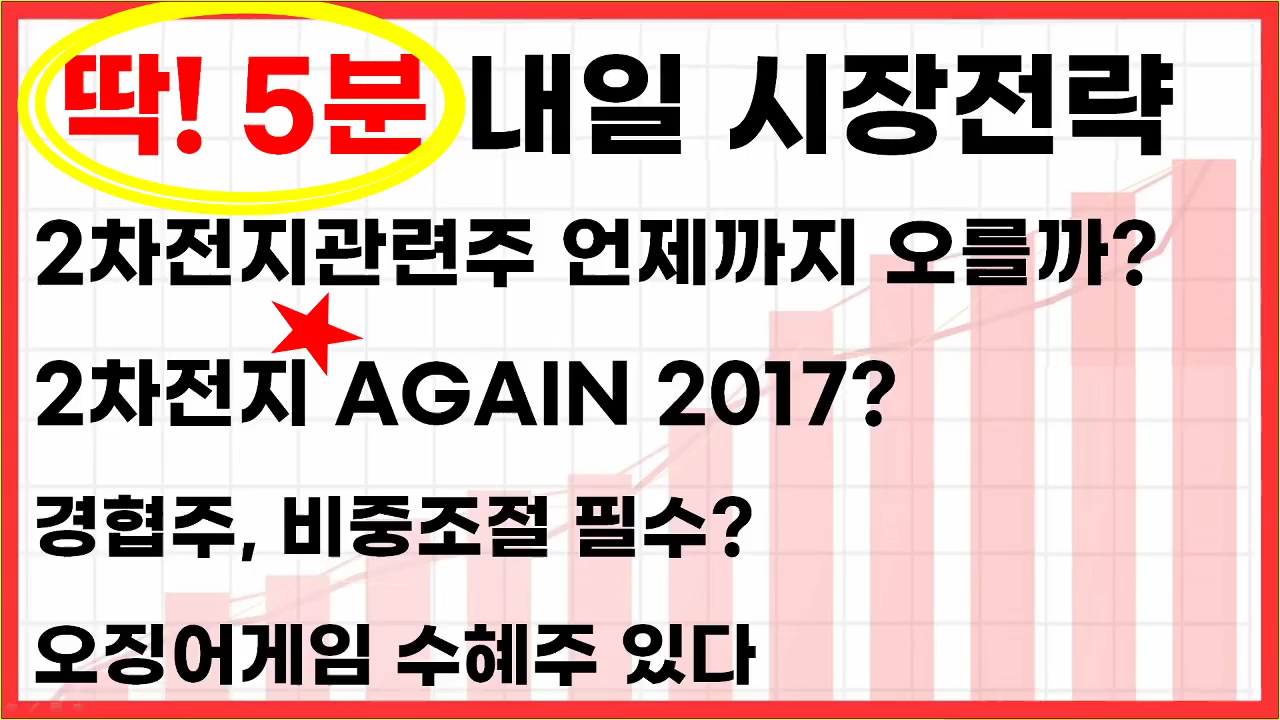 딱! 5분 내일 시장전략
2차전지관련주 언제까지 오를까?
2차전지 AGAIN 2017?
경협주, 비중조절 필수?
오징어게임 수혜주 있다